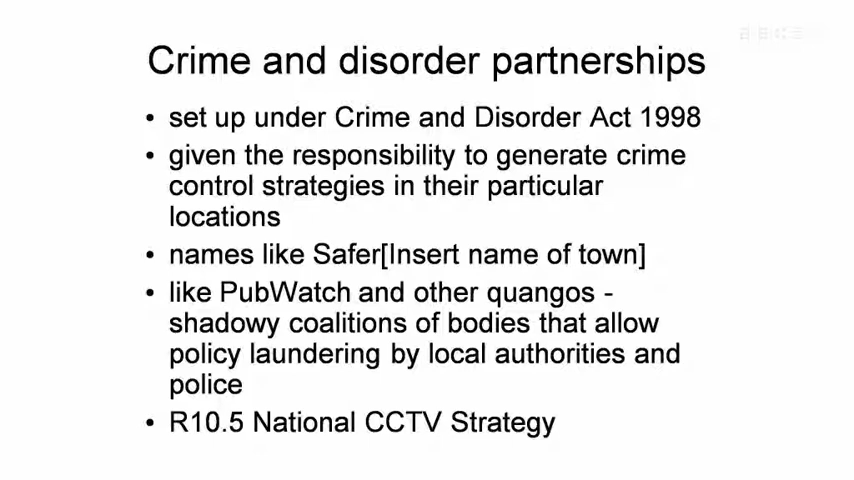 Crime and disorder partnerships
• set up under Crime and Disorder Act 1998
• given the responsibility to generate crime
control strategies in their particular
locations
• names like Safer[Insert name of town]
• like PubWatch and other quangos -
shadowy coalitions of bodies that allow
policy laundering by local authorities and
police
• R10.5 National CCTV Strategy